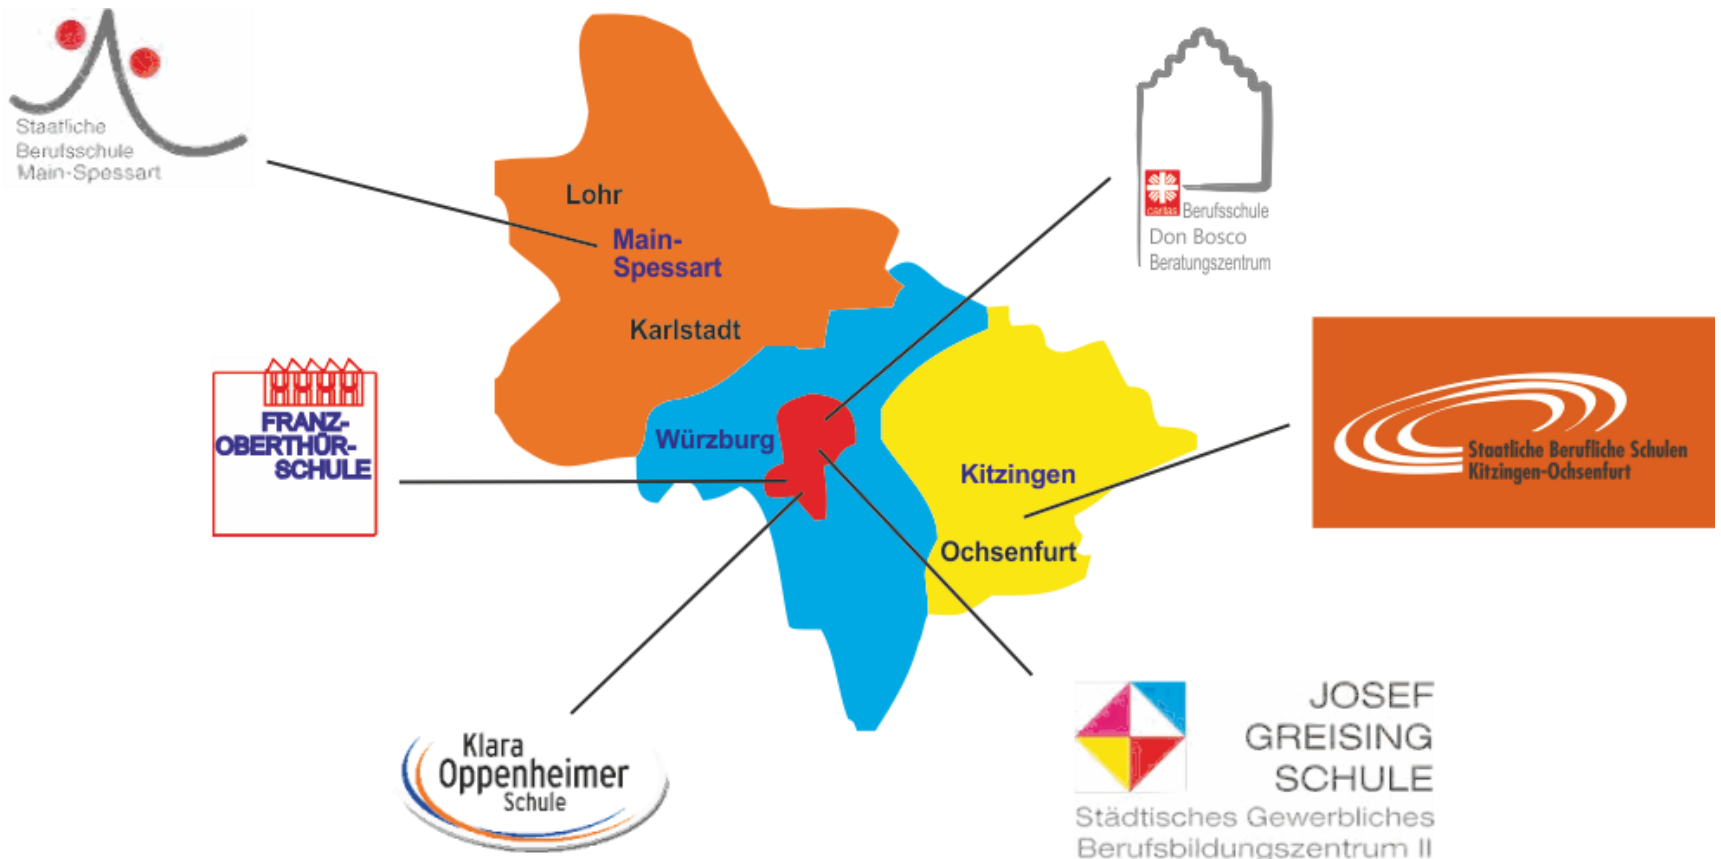 Staatliche
Berufsschule
Main-Spessart
Lohr
Main-
Spessart
Karlstadt
caritas Berufsschule
Don Bosco
Beratungszentrum
FRANZ-
OBERTHÜR-
SCHULE
Würzburg
Kitzingen
Ochsenfurt
Staatliche Berufliche Schulen
Kitzingen-Ochsenfurt
Klara
Oppenheimer
Schule
JOSEF
GREISING
SCHULE
Städtisches Gewerbliches
Berufsbildungszentrum II